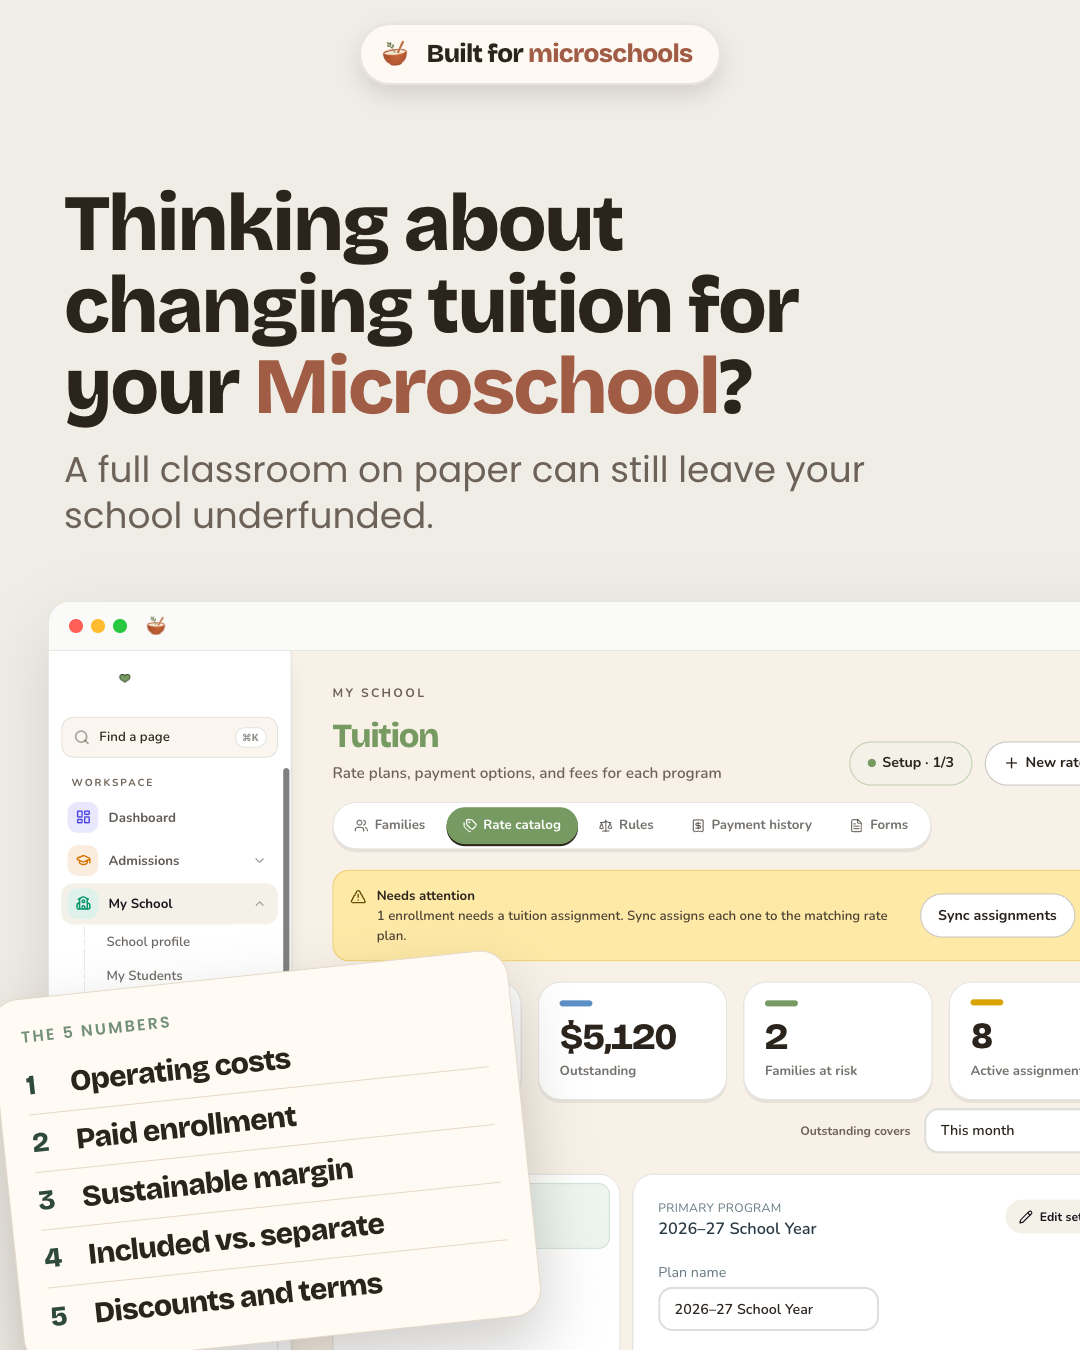 Built for microschools
Thinking about
changing tuition for
your Microschool?
A full classroom on paper can still leave your
school underfunded.
Find a page
⌘K
WORKSPACE
Dashboard
Admissions
My School
School profile
My Students
MY SCHOOL
Tuition
Rate plans, payment options, and fees for each program
Setup · 1/3
+ New rate
Families
Rate catalog
Rules
Payment history
Forms
Needs attention
1 enrollment needs a tuition assignment. Sync assigns each one to the matching rate
plan.
Sync assignments
$5,120
Outstanding
2
Families at risk
8
Active assignment
Outstanding covers
This month
PRIMARY PROGRAM
2026–27 School Year
Edit set
Plan name
2026–27 School Year
THE 5 NUMBERS
1 Operating costs
2 Paid enrollment
3 Sustainable margin
4 Included vs. separate
5 Discounts and terms